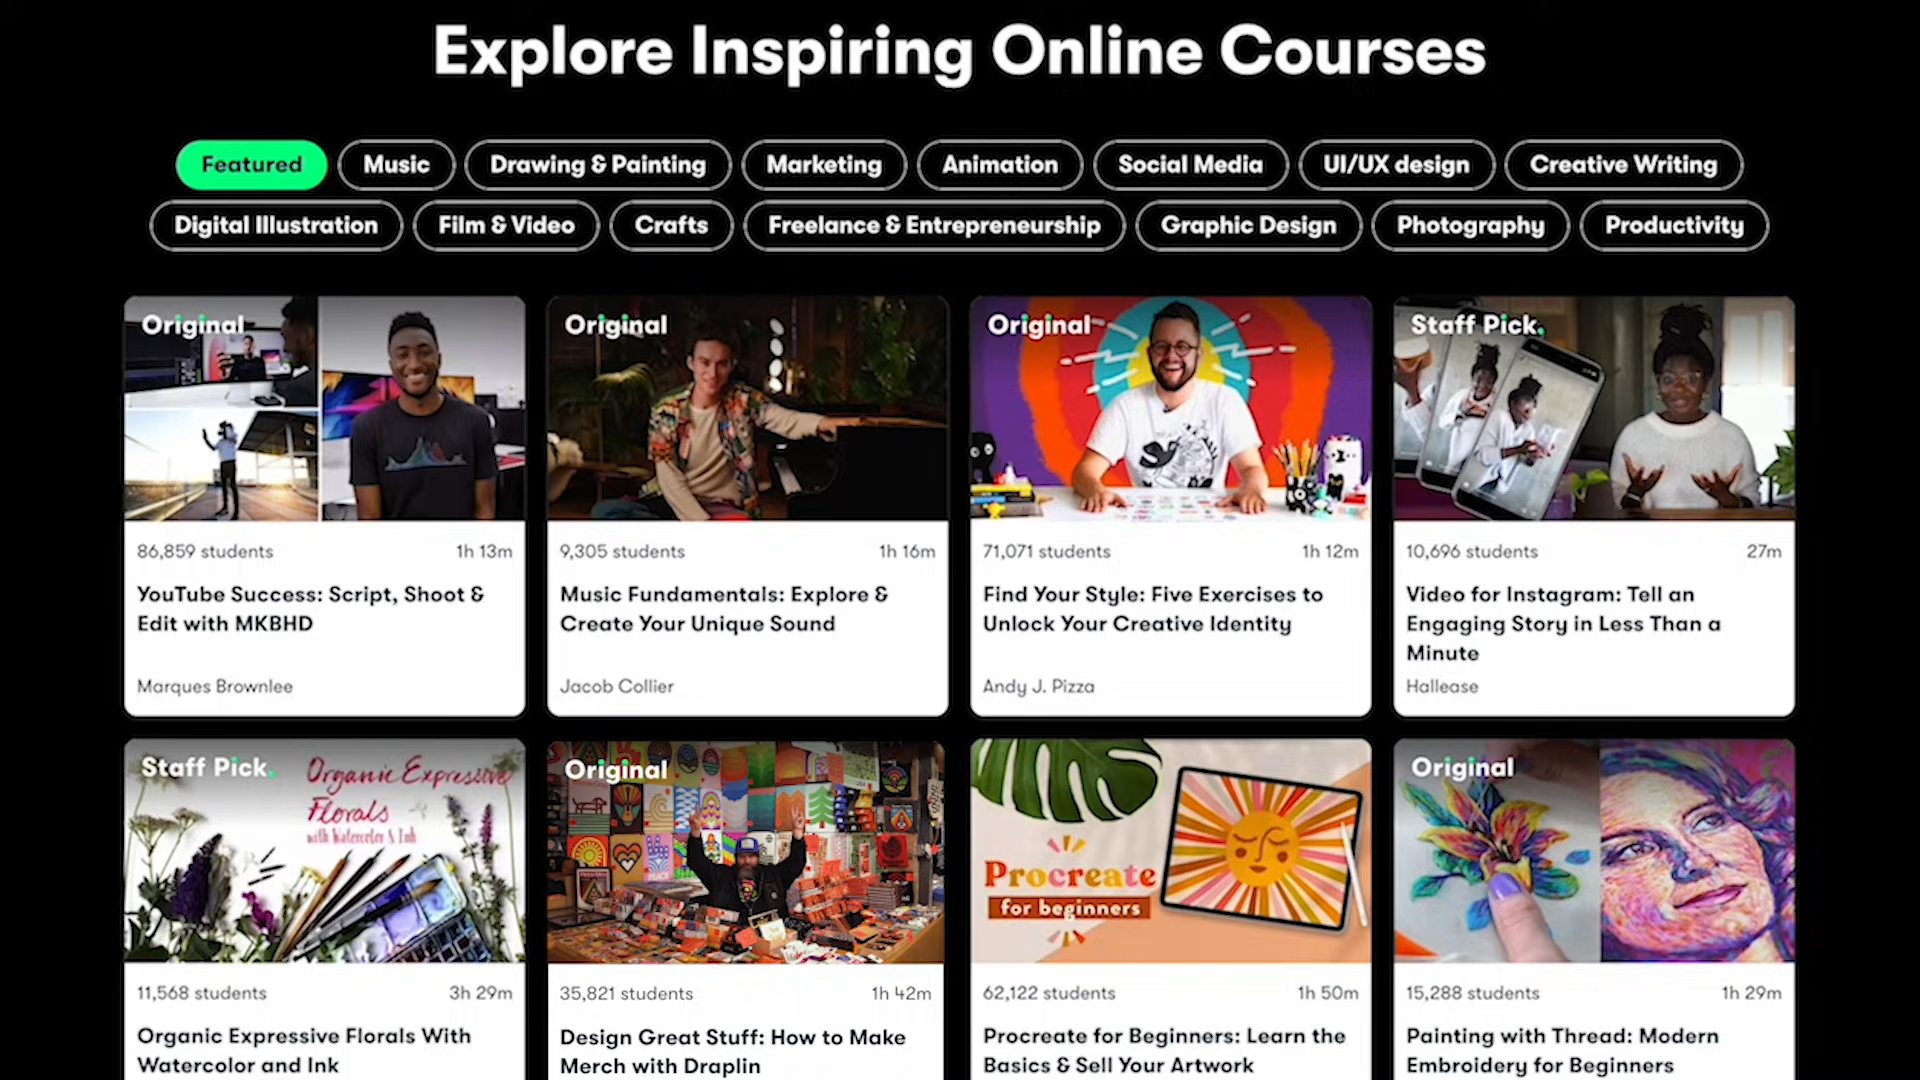 Explore Inspiring Online Courses
Featured
Music
Drawing & Painting
Marketing
Animation
Social Media
UI/UX design
Creative Writing
Digital Illustration
Film & Video
Crafts
Freelance & Entrepreneurship
Graphic Design
Photography
Productivity
Original
86,859 students
1h 13m
YouTube Success: Script, Shoot &
Edit with MKBHD
Marques Brownlee
Original
9,305 students
1h 16m
Music Fundamentals: Explore &
Create Your Unique Sound
Jacob Collier
Original
71,071 students
1h 12m
Find Your Style: Five Exercises to
Unlock Your Creative Identity
Andy J. Pizza
Staff Pick.
10,696 students
27m
Video for Instagram: Tell an
Engaging Story in Less Than a
Minute
Hallease
Staff Pick.
Organic Expressive
Florals
with Watercolor & Ink
11,568 students
3h 29m
Organic Expressive Florals With
Watercolor and Ink
Original
35,821 students
1h 42m
Design Great Stuff: How to Make
Merch with Draplin
Procreate
for beginners
62,122 students
1h 50m
Procreate for Beginners: Learn the
Basics & Sell Your Artwork
Original
15,288 students
1h 29m
Painting with Thread: Modern
Embroidery for Beginners